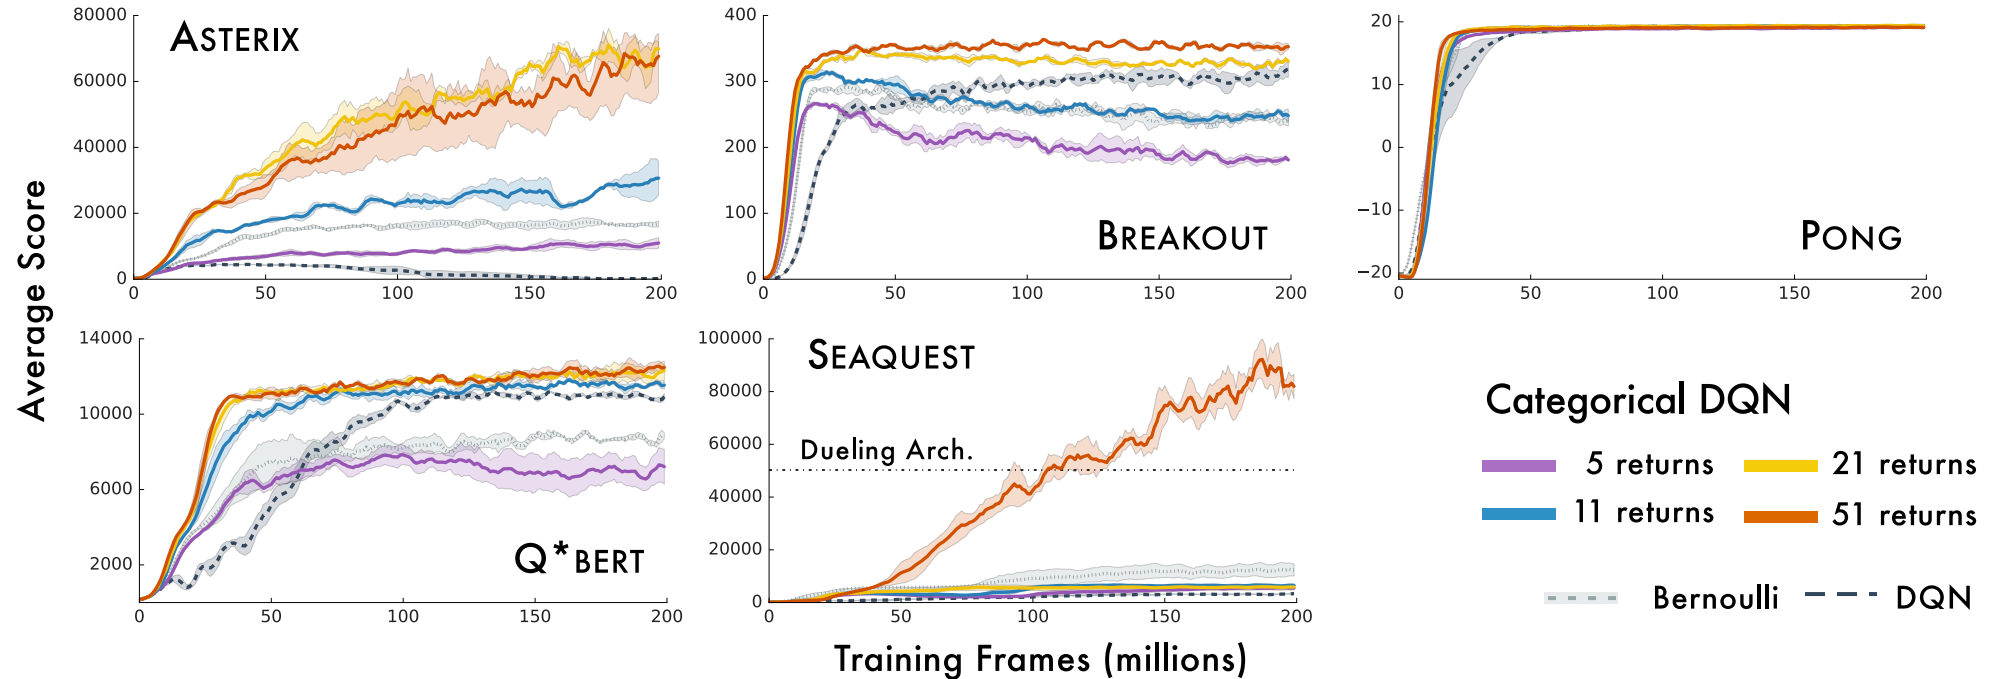 Average Score
80000
60000
40000
20000
0
0 50 100 150 200
ASTERIX
400
300
200
100
0
0 50 100 150 200
BREAKOUT
20
10
0
−10
−20
0 50 100 150 200
PONG
14000
10000
6000
2000
0 50 100 150 200
Q*BERT
100000
80000
60000
40000
20000
0
0 50 100 150 200
SEAQUEST
Dueling Arch.
Training Frames (millions)
Categorical DQN
5 returns 21 returns
11 returns 51 returns
Bernoulli DQN